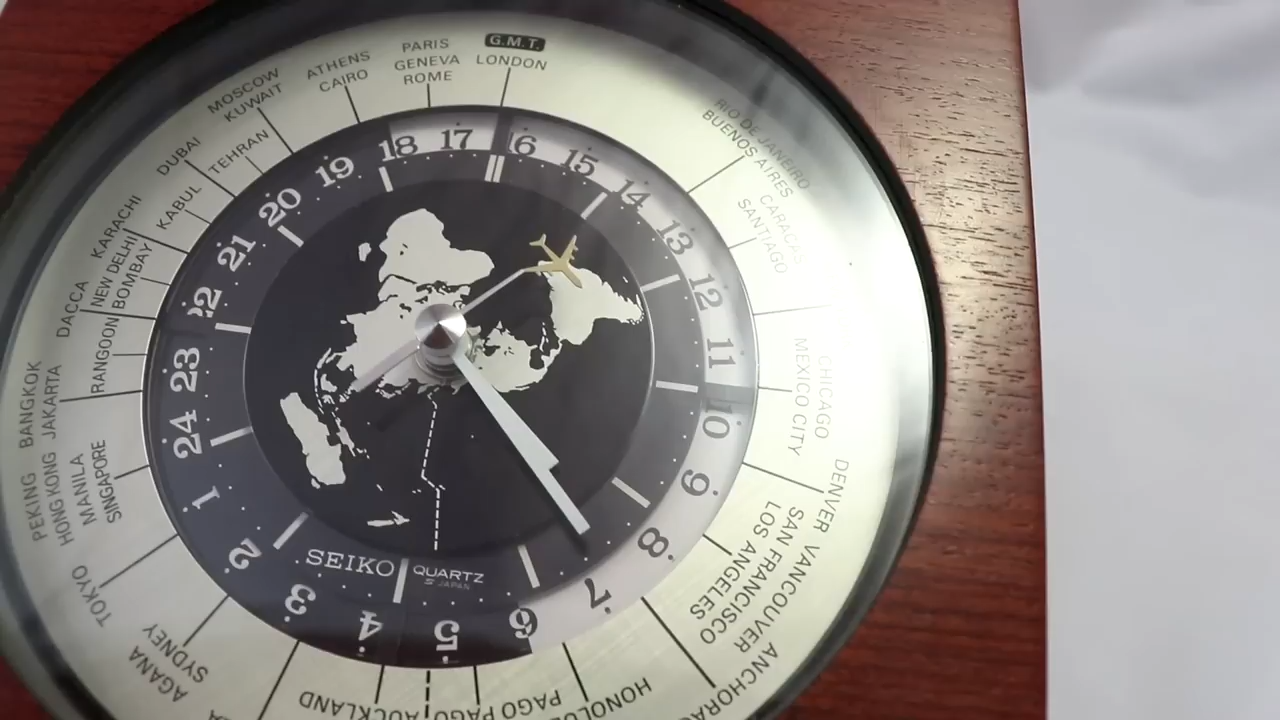 G.M.T.
LONDON
PARIS
GENEVA
ROME
ATHENS
CAIRO
MOSCOW
KUWAIT
TEHRAN
DUBAI
KABUL
KARACHI
NEW DELHI
BOMBAY
DACCA
RANGOON
BANGKOK
JAKARTA
PEKING
HONG KONG
MANILA
SINGAPORE
TOKYO
SYDNEY
AGANA
AUCKLAND
PAGO PAGO
VANCOUVER
SAN FRANCISCO
LOS ANGELES
DENVER
CHICAGO
MEXICO CITY
CARACAS
SANTIAGO
RIO DE JANEIRO
BUENOS AIRES
17
18
19
20
21
22
23
24
1
2
3
4
5
6
7
8
9
10
11
12
13
14
15
16
SEIKO
QUARTZ
JAPAN